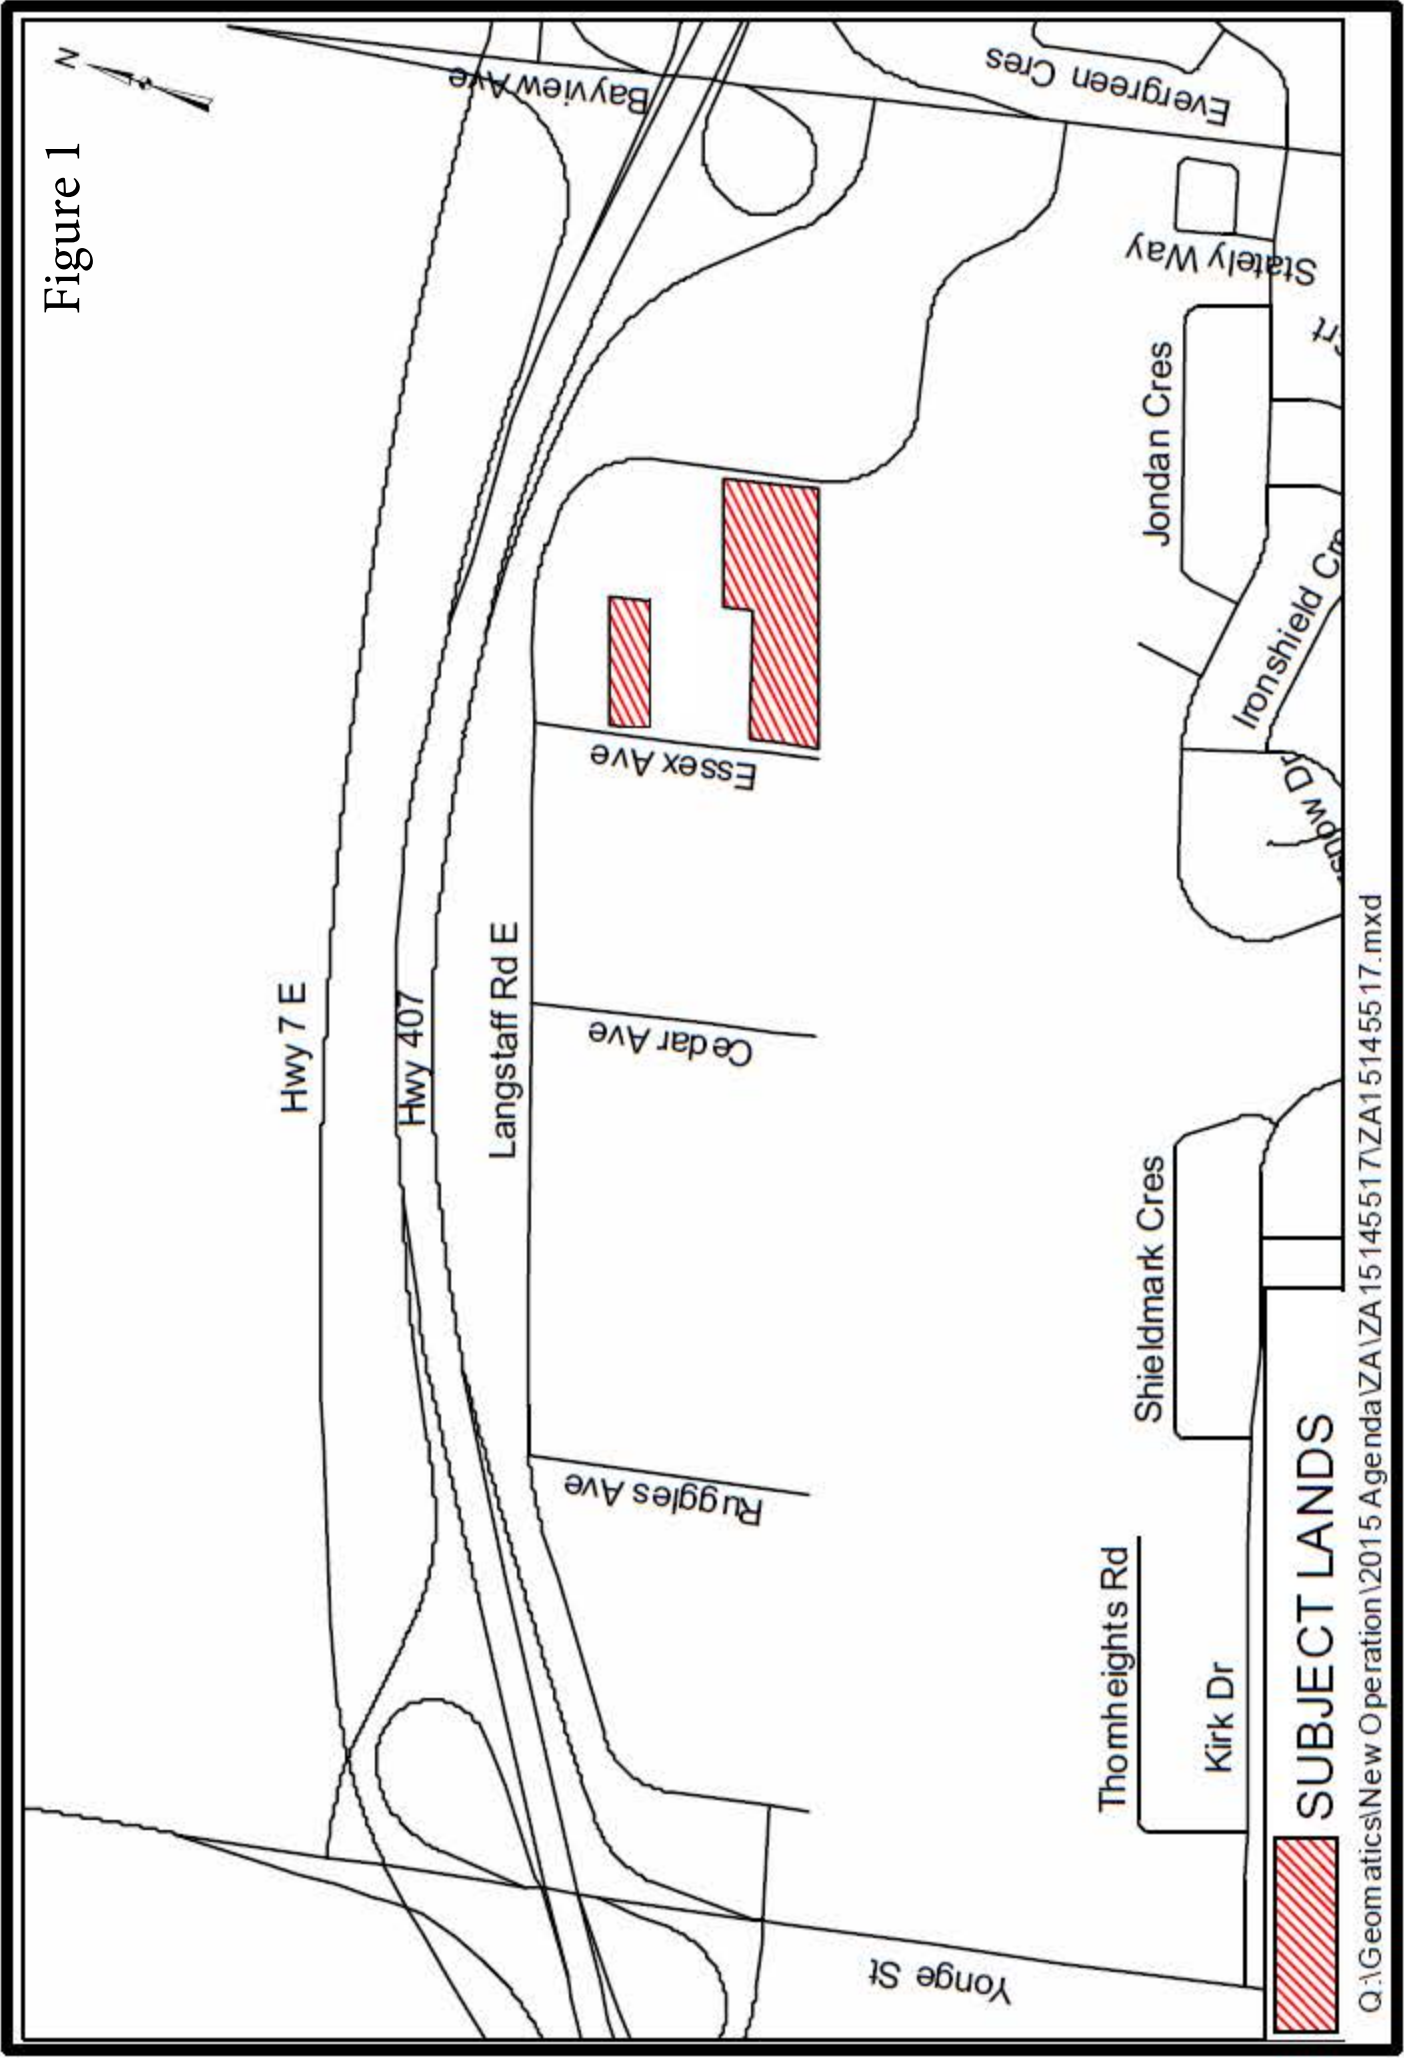 Figure 1
N
Hwy 7 E
Hwy 407
Langstaff Rd E
Bayview Ave
Evergreen Cres
Stately Way
Essex Ave
Cedar Ave
Ruggles Ave
Yonge St
Jordan Cres
Ironshield Cre
Shieldmark Cres
Thornheights Rd
Kirk Dr
SUBJECT LANDS
Q:\Geomatics\New Operation\2015 Agenda\ZA\ZA15145517\ZA15145517.mxd